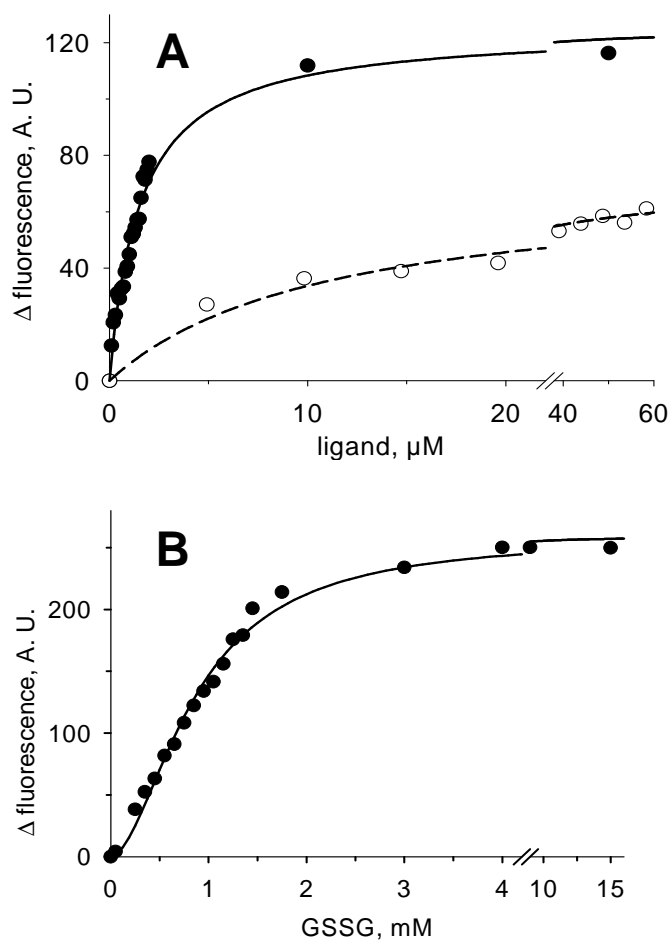 A
120
80
40
0
Δ fluorescence, A. U.
0 10 20 40 60
ligand, µM
B
200
100
0
Δ fluorescence, A. U.
0 1 2 3 4 10 15
GSSG, mM